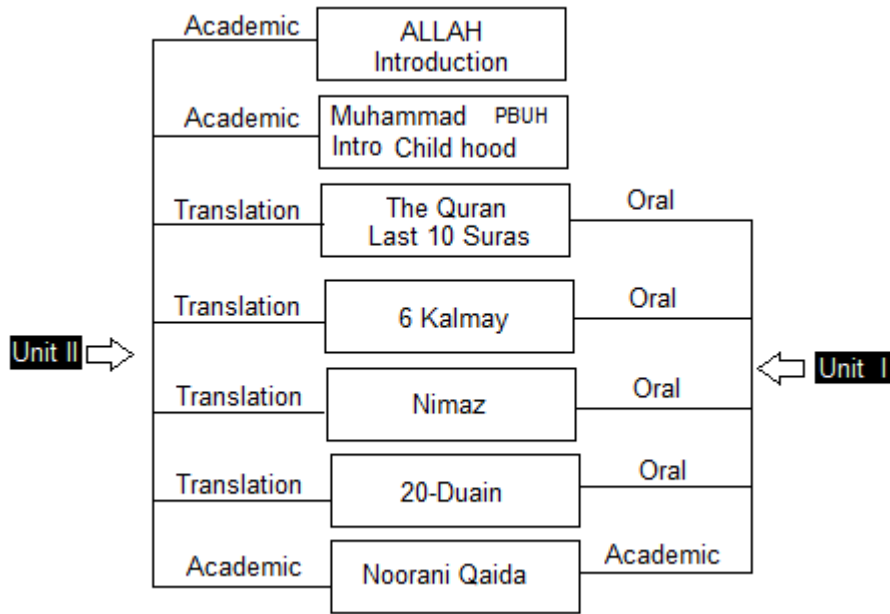 Academic
ALLAH
Introduction
Academic
Muhammad PBUH
Intro Child hood
Translation
The Quran
Last 10 Suras
Oral
Translation
6 Kalmay
Oral
Unit II
Unit I
Translation
Nimaz
Oral
Translation
20-Duain
Oral
Academic
Noorani Qaida
Academic